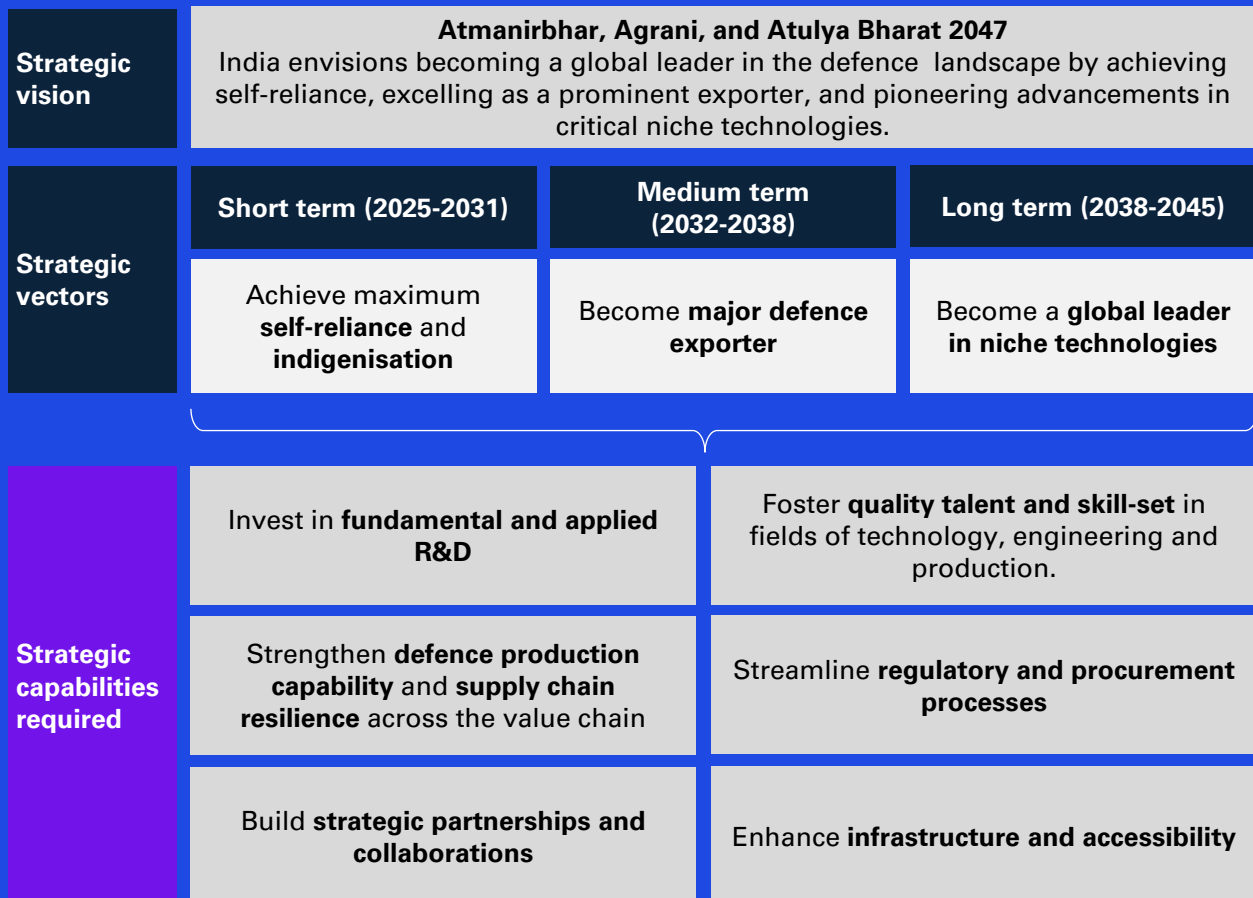 Strategic
vision
Atmanirbhar, Agrani, and Atulya Bharat 2047
India envisions becoming a global leader in the defence landscape by achieving
self-reliance, excelling as a prominent exporter, and pioneering advancements in
critical niche technologies.
Strategic
vectors
Short term (2025-2031)
Medium term
(2032-2038)
Long term (2038-2045)
Achieve maximum
self-reliance and
indigenisation
Become major defence
exporter
Become a global leader
in niche technologies
Strategic
capabilities
required
Invest in fundamental and applied
R&D
Foster quality talent and skill-set in
fields of technology, engineering and
production.
Strengthen defence production
capability and supply chain
resilience across the value chain
Streamline regulatory and procurement
processes
Build strategic partnerships and
collaborations
Enhance infrastructure and accessibility